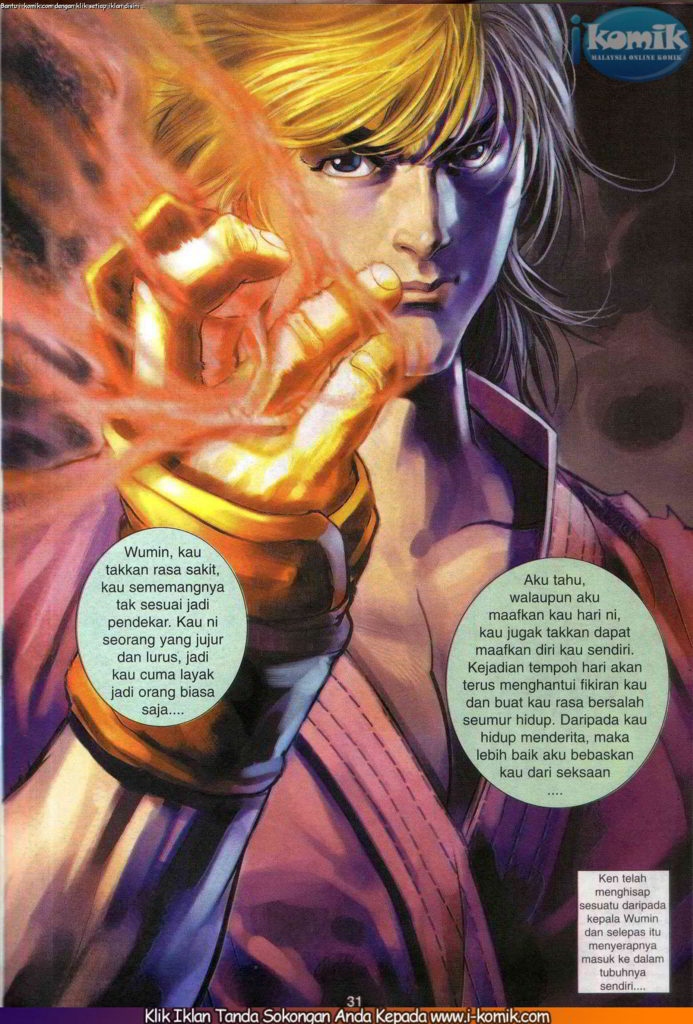 Bantu i-komik.com dengan klik setiap iklan disini
i komik
MALAYSIA ONLINE KOMIK
Wumin, kau
takkan rasa sakit,
kau sememangnya
tak sesuai jadi
pendekar. Kau ni
seorang yang jujur
dan lurus, jadi
kau cuma layak
jadi orang biasa
saja....
Aku tahu,
walaupun aku
maafkan kau hari ni,
kau jugak takkan dapat
maafkan diri kau sendiri.
Kejadian tempoh hari akan
terus menghantui fikiran kau
dan buat kau rasa bersalah
seumur hidup. Daripada kau
hidup menderita, maka
lebih baik aku bebaskan
kau dari seksaan
....
Ken telah
menghisap
sesuatu daripada
kepala Wumin
dan selepas itu
menyerapnya
masuk ke dalam
tubuhnya
sendiri....
31
Klik Iklan Tanda Sokongan Anda Kepada www.i-komik.com